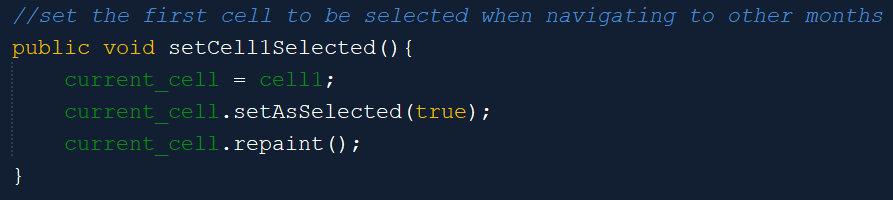 //set the first cell to be selected when navigating to other months
public void setCell1Selected(){
    current_cell = cell1;
    current_cell.setAsSelected(true);
    current_cell.repaint();
}